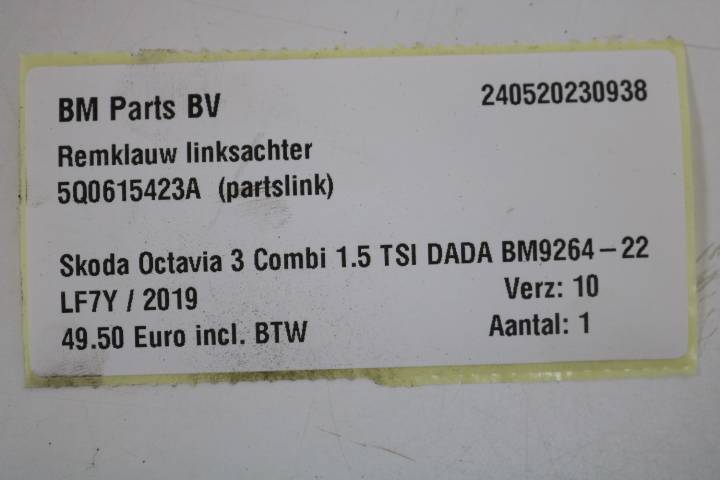 BM Parts BV 240520230938
Remklauw linksachter
5Q0615423A (partslink)
Skoda Octavia 3 Combi 1.5 TSI DADA BM9264-22
LF7Y / 2019 Verz: 10
49.50 Euro incl. BTW Aantal: 1